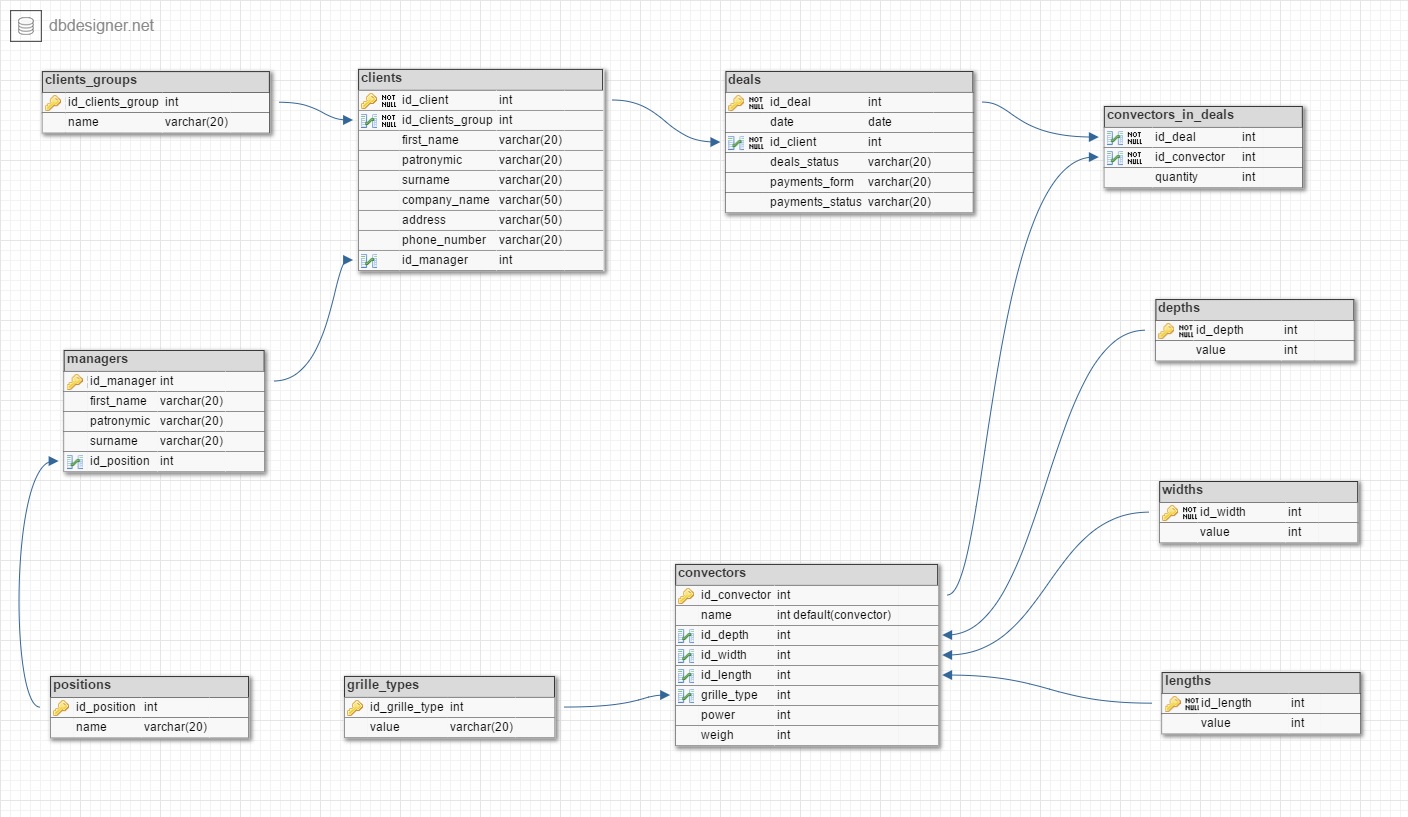 dbdesigner.net
clients_groups
id_clients_group int
name varchar(20)
clients
NOT NULL id_client int
NOT NULL id_clients_group int
first_name varchar(20)
patronymic varchar(20)
surname varchar(20)
company_name varchar(50)
address varchar(50)
phone_number varchar(20)
id_manager int
deals
NOT NULL id_deal int
date date
NOT NULL id_client int
deals_status varchar(20)
payments_form varchar(20)
payments_status varchar(20)
convectors_in_deals
NOT NULL id_deal int
NOT NULL id_convector int
quantity int
depths
NOT NULL id_depth int
value int
managers
id_manager int
first_name varchar(20)
patronymic varchar(20)
surname varchar(20)
id_position int
widths
NOT NULL id_width int
value int
convectors
id_convector int
name int default(convector)
id_depth int
id_width int
id_length int
grille_type int
power int
weigh int
positions
id_position int
name varchar(20)
grille_types
id_grille_type int
value varchar(20)
lengths
NOT NULL id_length int
value int